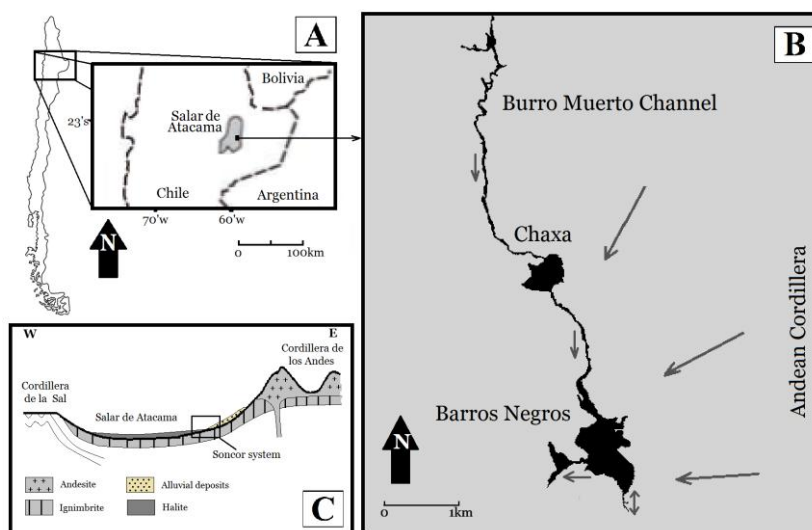 A
Bolivia
Salar de
Atacama
23's
Chile
Argentina
70'w
60'w
N
0
100km
B
Burro Muerto Channel
Chaxa
Barros Negros
Andean Cordillera
N
0
1km
W
E
Cordillera de
los Andes
Cordillera
de la Sal
Salar de Atacama
Soncor system
Andesite
Alluvial deposits
Ignimbrite
Halite
C